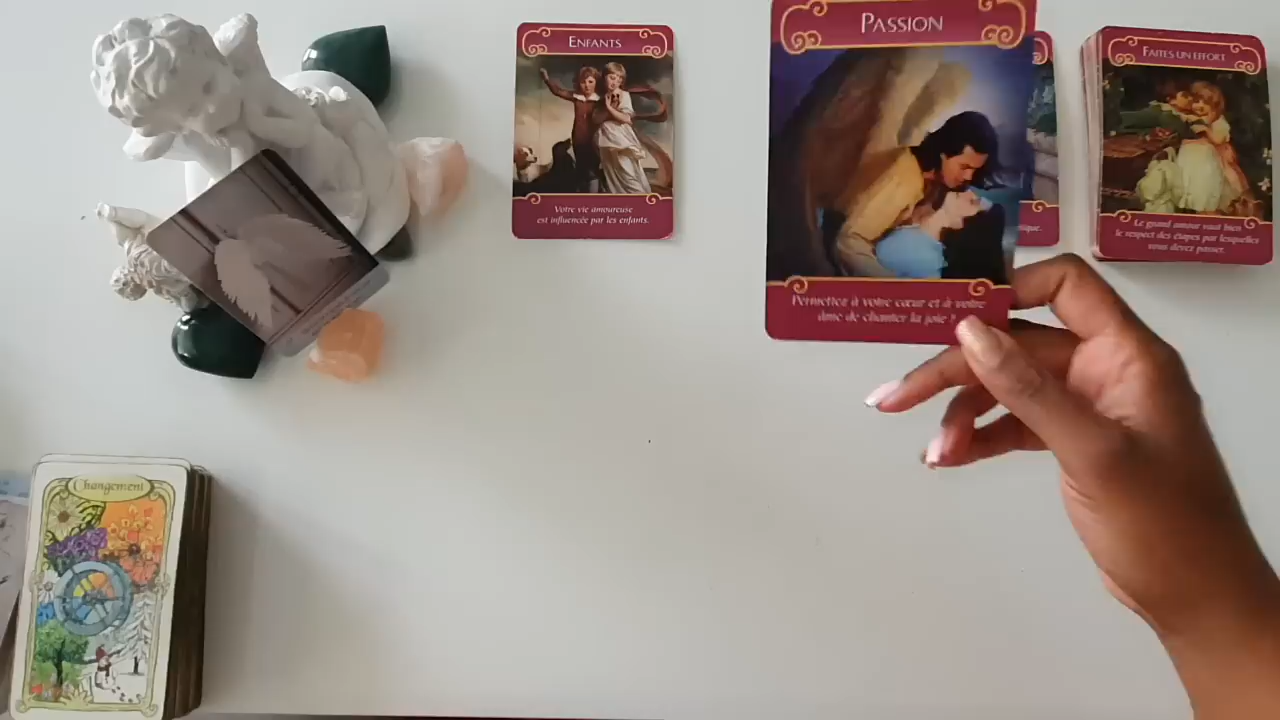 ENFANTS
Votre vie amoureuse
est influencée par les enfants.
PASSION
Permettez à votre cœur et à votre
âme de chanter la joie !
tique.
FAITES UN EFFORT
Le grand amour vaut bien
le respect des étapes par lesquelles
vous devez passer.
Changement